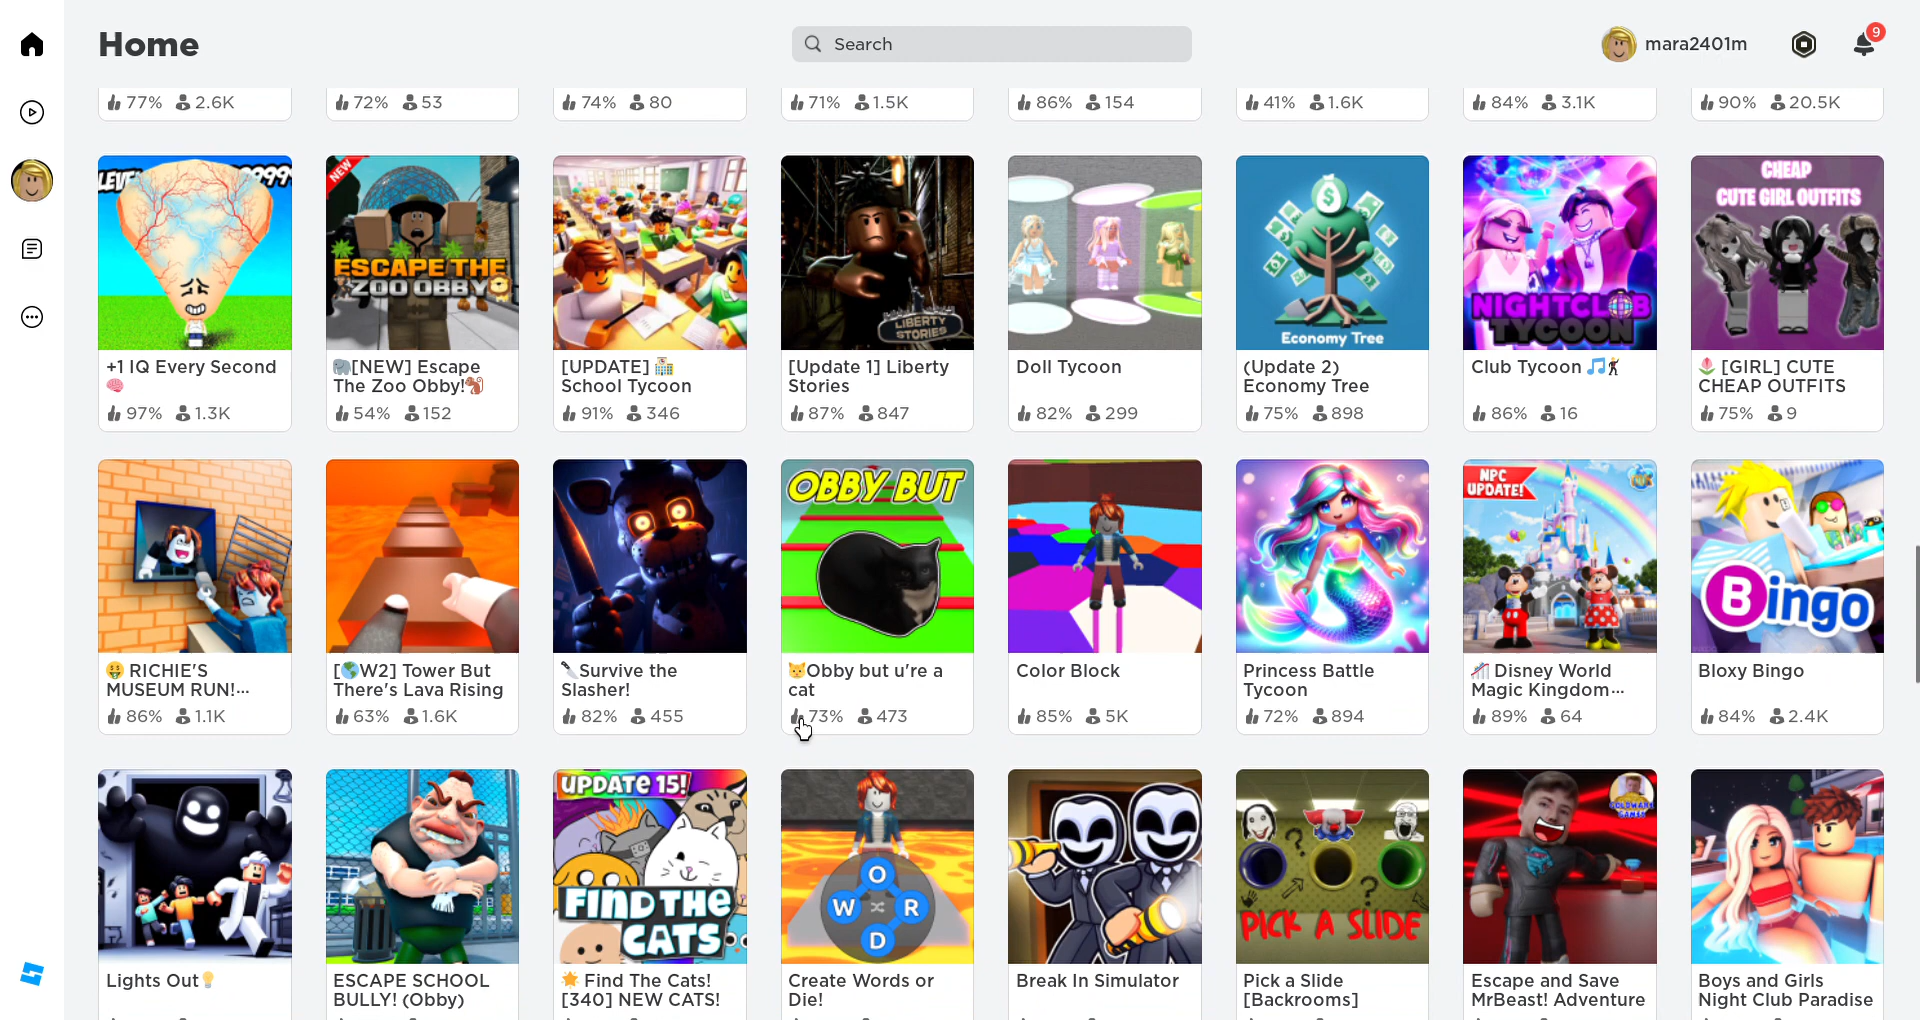 Home
Search
mara2401m
9
77% 2.6K
72% 53
74% 80
71% 1.5K
86% 154
41% 1.6K
84% 3.1K
90% 20.5K
NEW
ESCAPE THE
ZOO OBBY
LIBERTY
STORIES
Economy Tree
NIGHTCLUB
TYCOON
CHEAP
CUTE GIRL OUTFITS
+1 IQ Every Second
🧠
97% 1.3K
🐘[NEW] Escape
The Zoo Obby!🐿️
54% 152
[UPDATE] 🏫
School Tycoon
91% 346
[Update 1] Liberty
Stories
87% 847
Doll Tycoon
82% 299
(Update 2)
Economy Tree
75% 898
Club Tycoon 🎵🕺
86% 16
🌷 [GIRL] CUTE
CHEAP OUTFITS
75% 9
OBBY BUT
NPC
UPDATE!
Bingo
🤑 RICHIE'S
MUSEUM RUN!...
86% 1.1K
[🌎W2] Tower But
There's Lava Rising
63% 1.6K
🔪Survive the
Slasher!
82% 455
😺Obby but u're a
cat
73% 473
Color Block
85% 5K
Princess Battle
Tycoon
72% 894
🎢 Disney World
Magic Kingdom...
89% 64
Bloxy Bingo
84% 2.4K
UPDATE 15!
FIND THE
CATS
O
W R
D
PICK A SLIDE
Lights Out💡
ESCAPE SCHOOL
BULLY! (Obby)
🌟 Find The Cats!
[340] NEW CATS!
Create Words or
Die!
Break In Simulator
Pick a Slide
[Backrooms]
Escape and Save
MrBeast! Adventure
Boys and Girls
Night Club Paradise